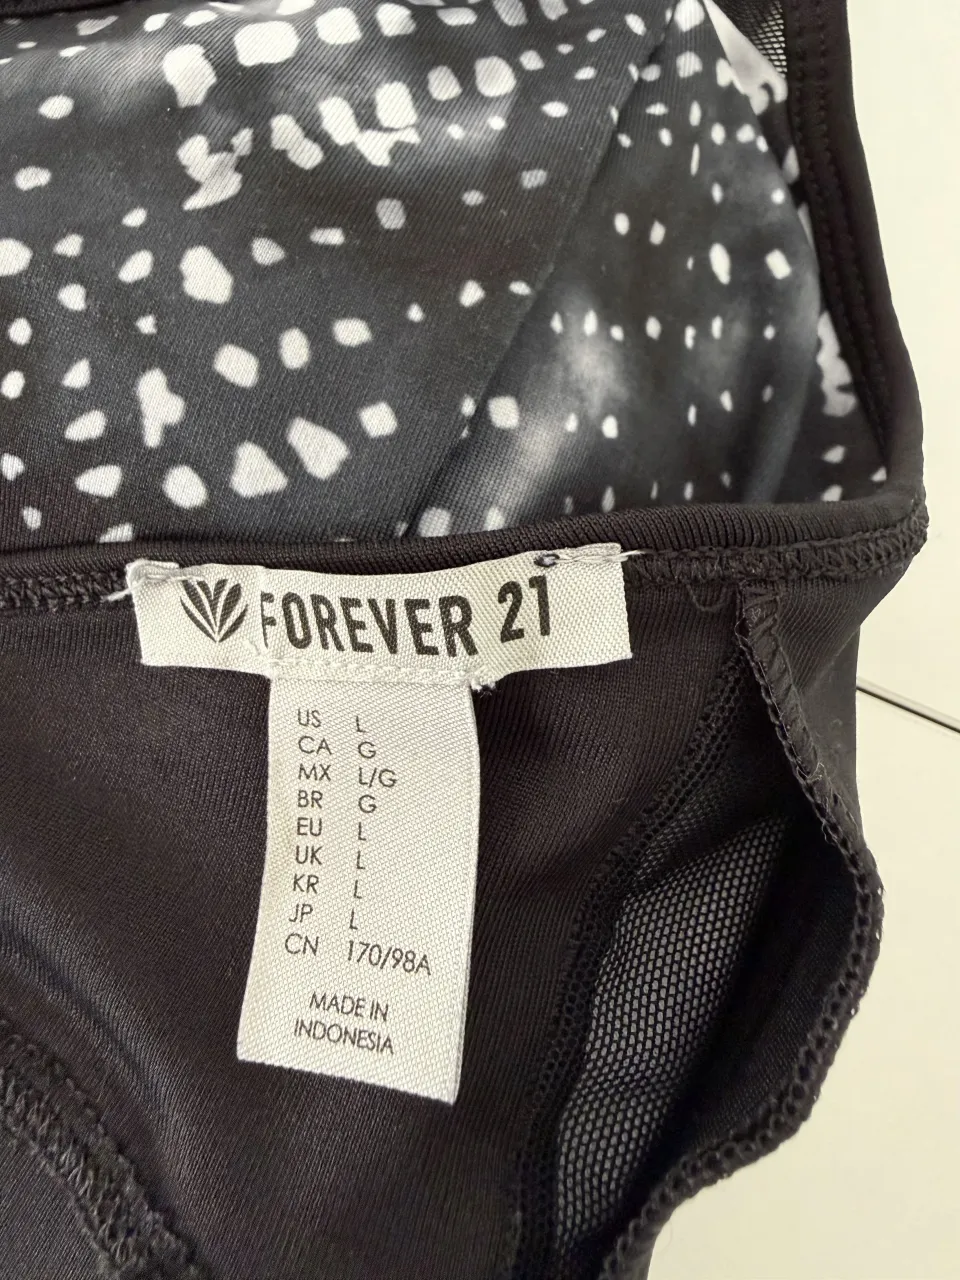 FOREVER 21
US L
CA G
MX L/G
BR G
EU L
UK L
KR L
JP L
CN 170/98A
MADE IN
INDONESIA